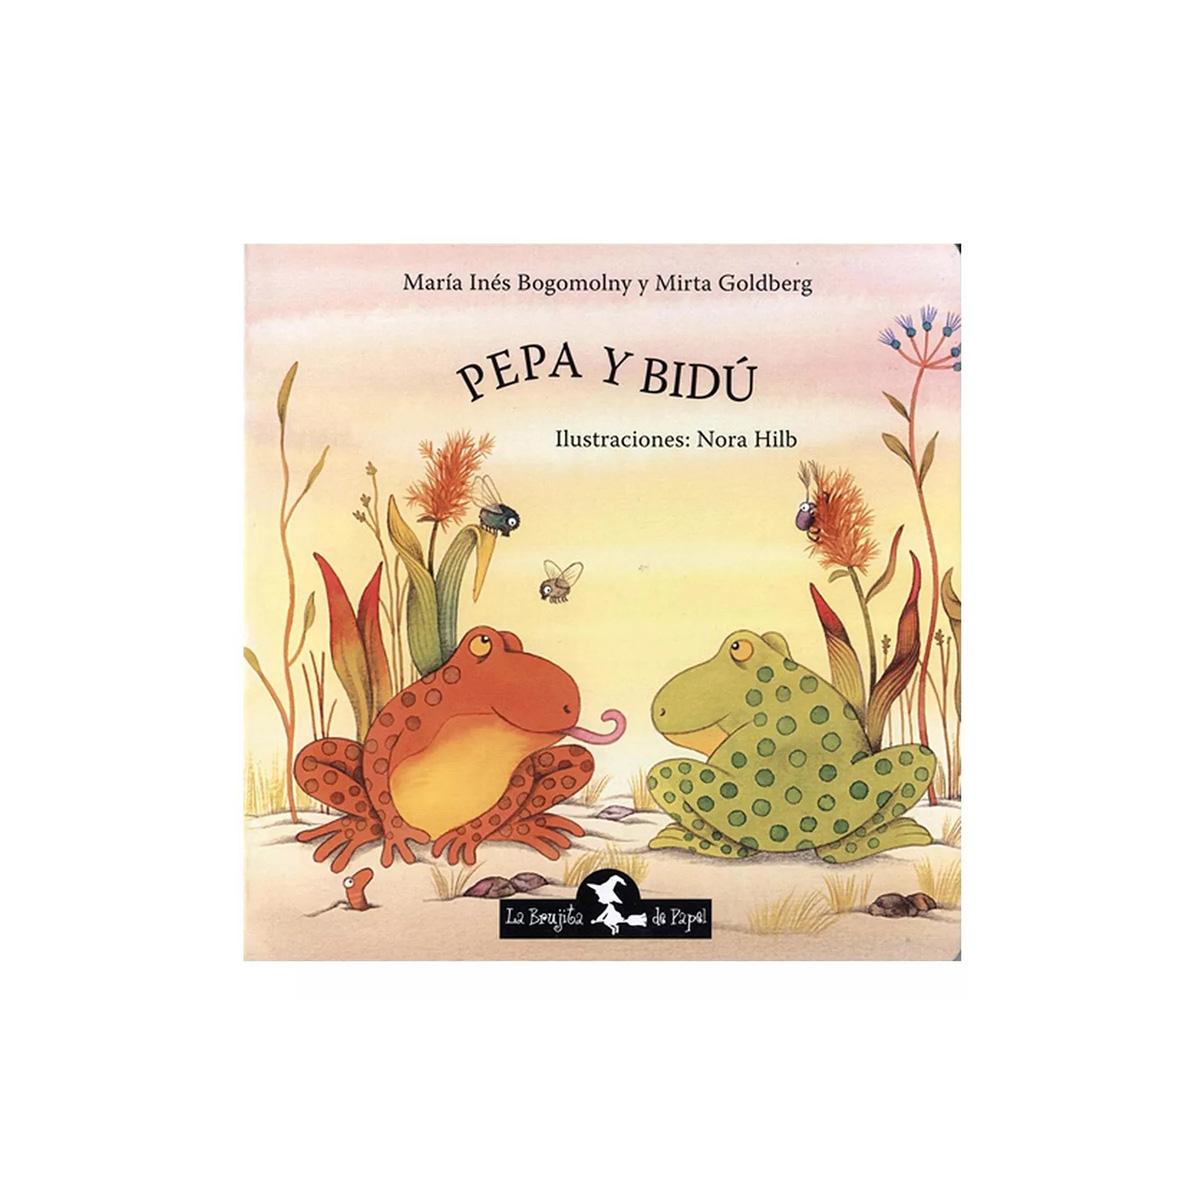 María Inés Bogomolny y Mirta Goldberg
PEPA Y BIDÚ
Ilustraciones: Nora Hilb
La Brujita de Papel